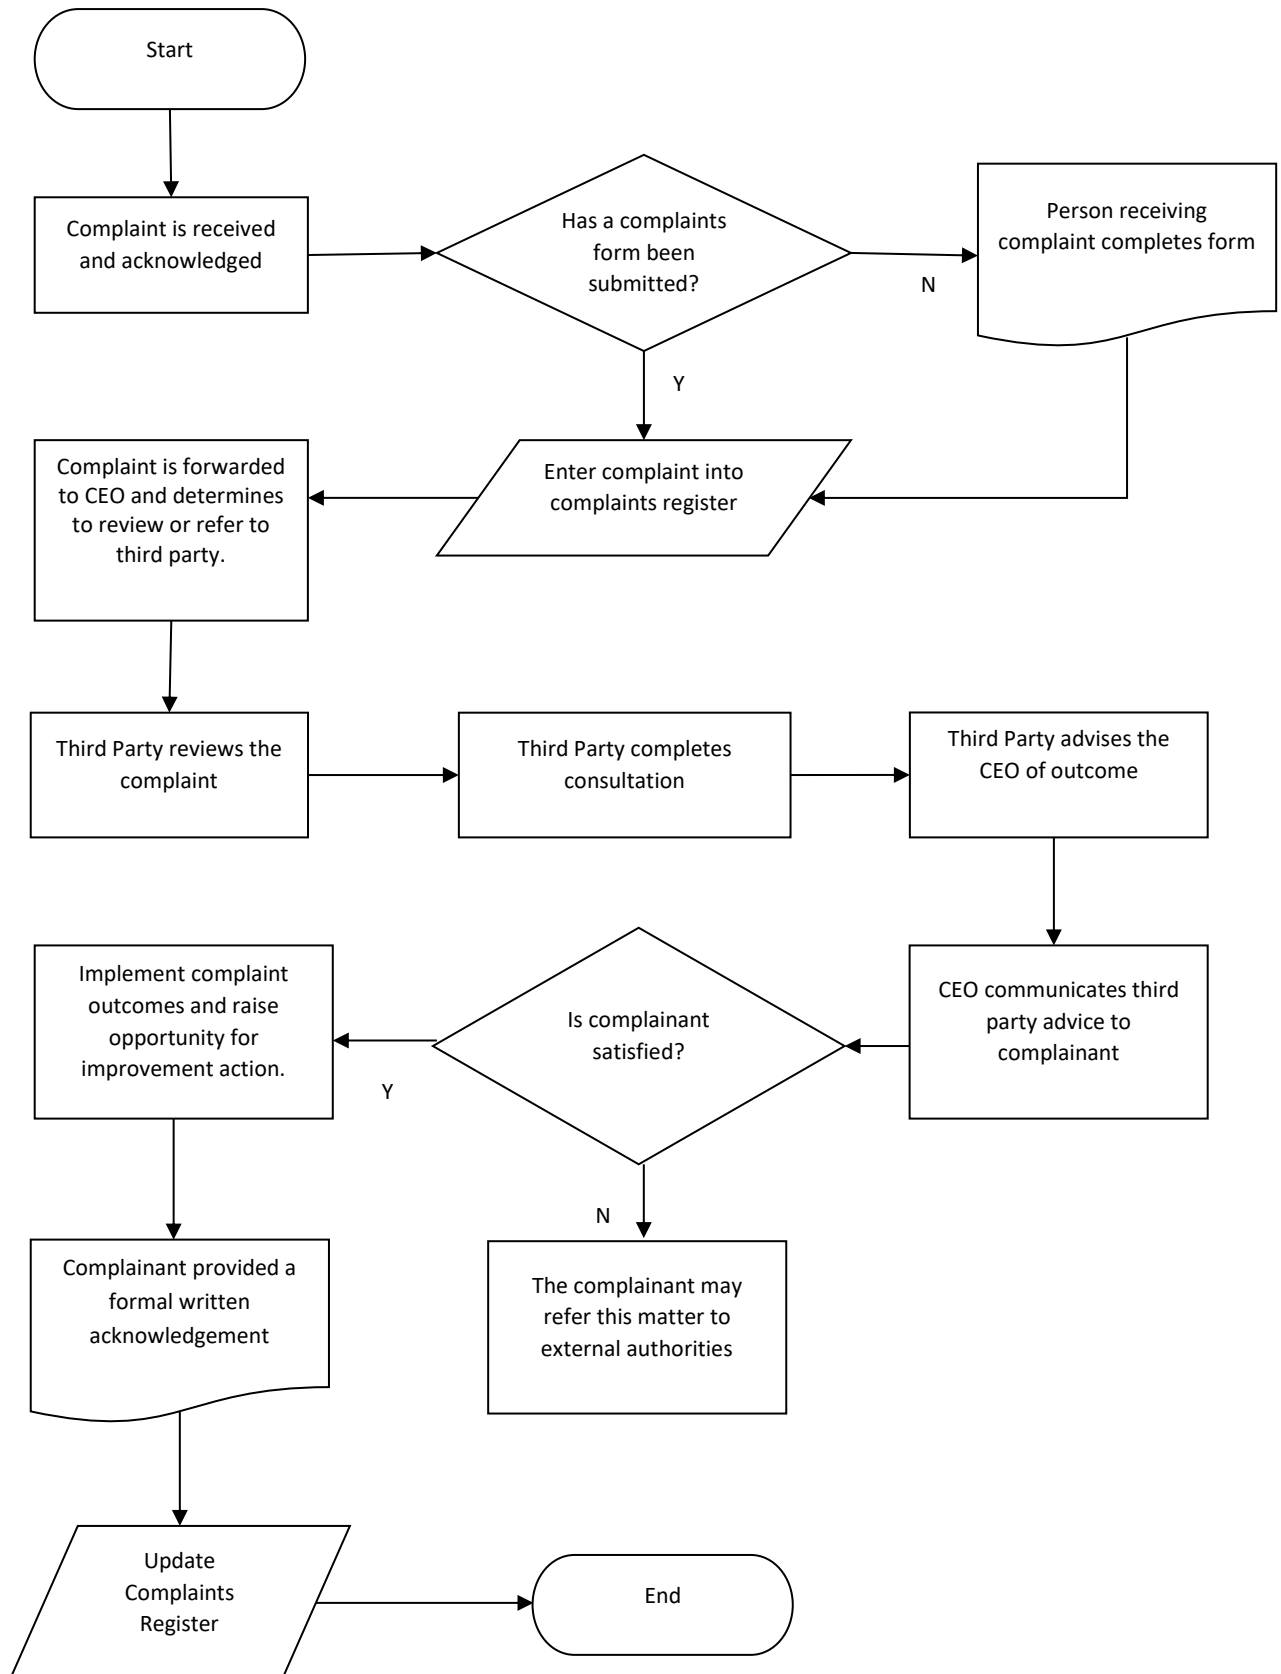 Start
Complaint is received
and acknowledged
Has a complaints
form been
submitted?
N
Person receiving
complaint completes form
Y
Enter complaint into
complaints register
Complaint is forwarded
to CEO and determines
to review or refer to
third party.
Third Party reviews the
complaint
Third Party completes
consultation
Third Party advises the
CEO of outcome
CEO communicates third
party advice to
complainant
Is complainant
satisfied?
Y
Implement complaint
outcomes and raise
opportunity for
improvement action.
N
The complainant may
refer this matter to
external authorities
Complainant provided a
formal written
acknowledgement
Update
Complaints
Register
End